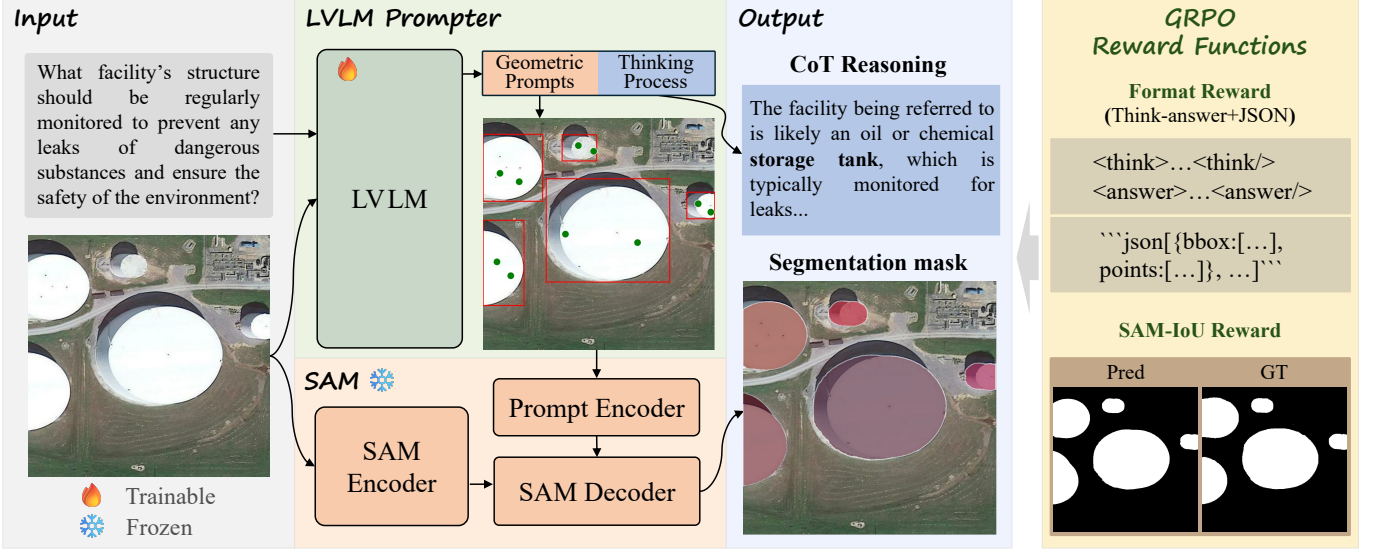 Input
What facility's structure
should be regularly
monitored to prevent any
leaks of dangerous
substances and ensure the
safety of the environment?
Trainable
Frozen
LVLM Prompter
LVLM
Geometric
Prompts
Thinking
Process
SAM
SAM
Encoder
Prompt Encoder
SAM Decoder
Output
CoT Reasoning
The facility being referred to
is likely an oil or chemical
storage tank, which is
typically monitored for
leaks...
Segmentation mask
GRPO
Reward Functions
Format Reward
(Think-answer+JSON)
<think>…<think/>
<answer>…<answer/>
```json[{bbox:[…],
points:[…]}, …]```
SAM-IoU Reward
Pred
GT